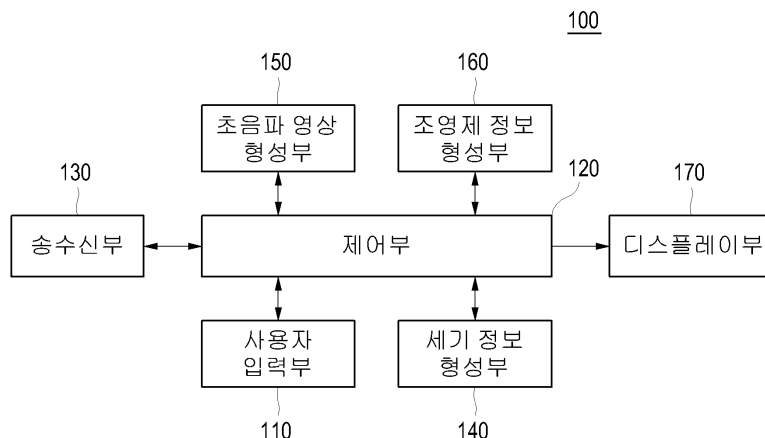 100
150
160
초음파 영상
형성부
조영제 정보
형성부
130
120
170
송수신부
제어부
디스플레이부
사용자
입력부
세기 정보
형성부
110
140